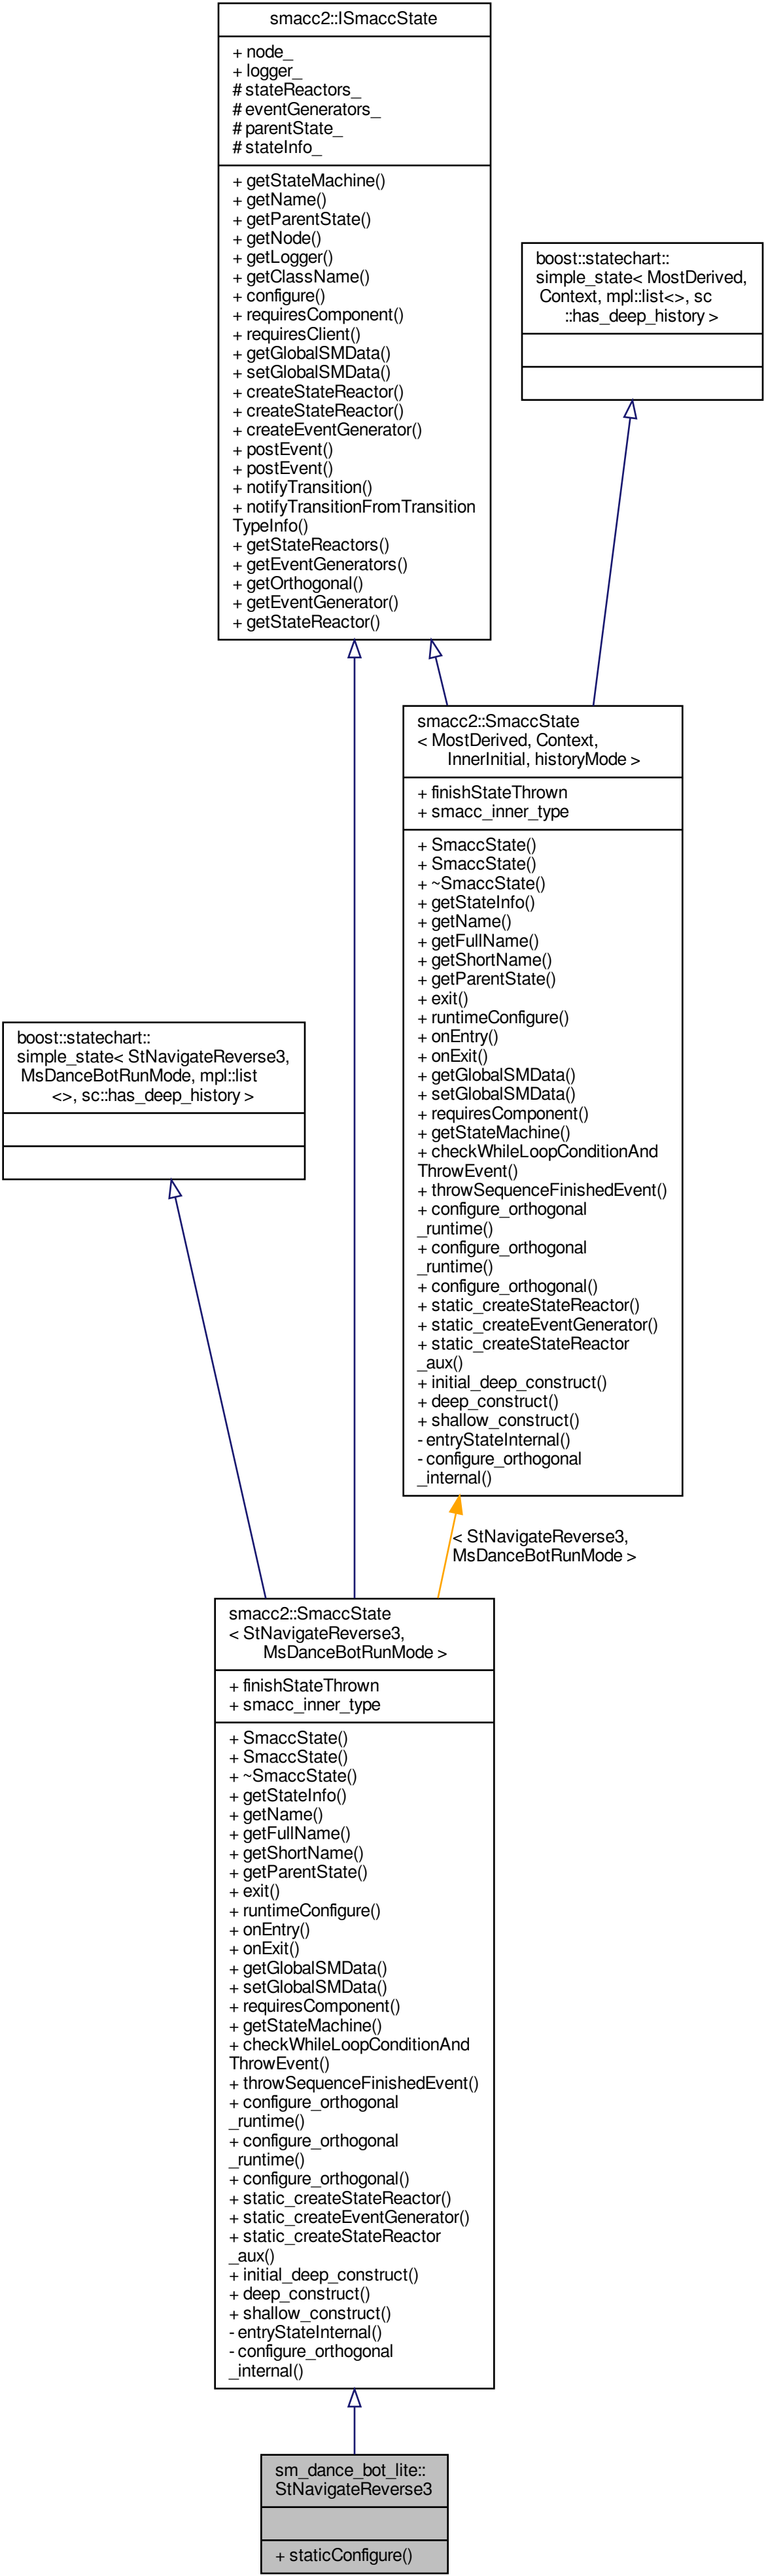 smacc2::ISmaccState
+ node_
+ logger_
# stateReactors_
# eventGenerators_
# parentState_
# stateInfo_
+ getStateMachine()
+ getName()
+ getParentState()
+ getNode()
+ getLogger()
+ getClassName()
+ configure()
+ requiresComponent()
+ requiresClient()
+ getGlobalSMData()
+ setGlobalSMData()
+ createStateReactor()
+ createStateReactor()
+ createEventGenerator()
+ postEvent()
+ postEvent()
+ notifyTransition()
+ notifyTransitionFromTransition
TypeInfo()
+ getStateReactors()
+ getEventGenerators()
+ getOrthogonal()
+ getEventGenerator()
+ getStateReactor()
boost::statechart::
simple_state< MostDerived,
Context, mpl::list<>, sc
::has_deep_history >
smacc2::SmaccState
< MostDerived, Context,
InnerInitial, historyMode >
+ finishStateThrown
+ smacc_inner_type
+ SmaccState()
+ SmaccState()
+ ~SmaccState()
+ getStateInfo()
+ getName()
+ getFullName()
+ getShortName()
+ getParentState()
+ exit()
+ runtimeConfigure()
+ onEntry()
+ onExit()
+ getGlobalSMData()
+ setGlobalSMData()
+ requiresComponent()
+ getStateMachine()
+ checkWhileLoopConditionAnd
ThrowEvent()
+ throwSequenceFinishedEvent()
+ configure_orthogonal
_runtime()
+ configure_orthogonal
_runtime()
+ configure_orthogonal()
+ static_createStateReactor()
+ static_createEventGenerator()
+ static_createStateReactor
_aux()
+ initial_deep_construct()
+ deep_construct()
+ shallow_construct()
- entryStateInternal()
- configure_orthogonal
_internal()
boost::statechart::
simple_state< StNavigateReverse3,
MsDanceBotRunMode, mpl::list
<>, sc::has_deep_history >
< StNavigateReverse3,
MsDanceBotRunMode >
smacc2::SmaccState
< StNavigateReverse3,
MsDanceBotRunMode >
+ finishStateThrown
+ smacc_inner_type
+ SmaccState()
+ SmaccState()
+ ~SmaccState()
+ getStateInfo()
+ getName()
+ getFullName()
+ getShortName()
+ getParentState()
+ exit()
+ runtimeConfigure()
+ onEntry()
+ onExit()
+ getGlobalSMData()
+ setGlobalSMData()
+ requiresComponent()
+ getStateMachine()
+ checkWhileLoopConditionAnd
ThrowEvent()
+ throwSequenceFinishedEvent()
+ configure_orthogonal
_runtime()
+ configure_orthogonal
_runtime()
+ configure_orthogonal()
+ static_createStateReactor()
+ static_createEventGenerator()
+ static_createStateReactor
_aux()
+ initial_deep_construct()
+ deep_construct()
+ shallow_construct()
- entryStateInternal()
- configure_orthogonal
_internal()
sm_dance_bot_lite::
StNavigateReverse3
+ staticConfigure()